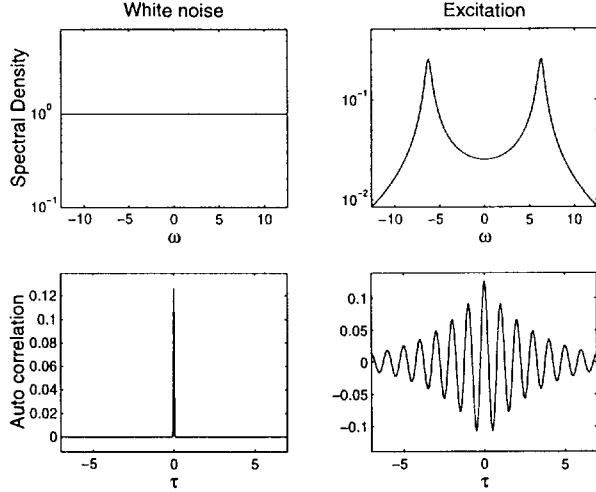 White noise
Excitation
Spectral Density
10^0
10^-1
-10 -5 0 5 10
ω
10^-1
10^-2
-10 -5 0 5 10
ω
Auto correlation
0.12
0.1
0.08
0.06
0.04
0.02
0
-5 0 5
τ
0.1
0.05
0
-0.05
-0.1
-5 0 5
τ